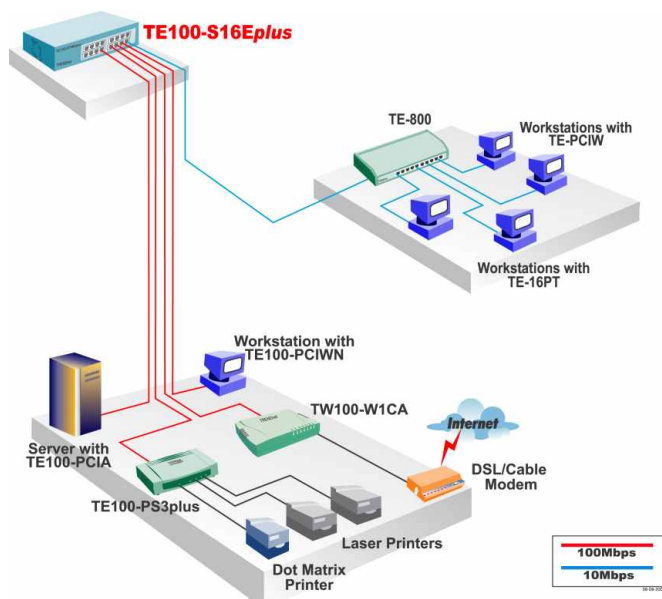 TE100-S16Eplus
TE-800
Workstations with
TE-PCIW
Workstations with
TE-16PT
Workstation with
TE100-PCIWN
TW100-W1CA
Internet
Server with
TE100-PCIA
DSL/Cable
Modem
TE100-PS3plus
Laser Printers
Dot Matrix
Printer
100Mbps
10Mbps